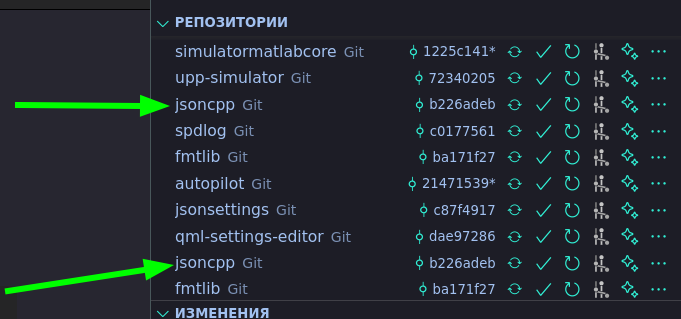 РЕПОЗИТОРИИ
simulatormatlabcore Git 1225c141*
upp-simulator Git 72340205
jsoncpp Git b226adeb
spdlog Git c0177561
fmtlib Git ba171f27
autopilot Git 21471539*
jsonsettings Git c87f4917
qml-settings-editor Git dae97286
jsoncpp Git b226adeb
fmtlib Git ba171f27
ИЗМЕНЕНИЯ